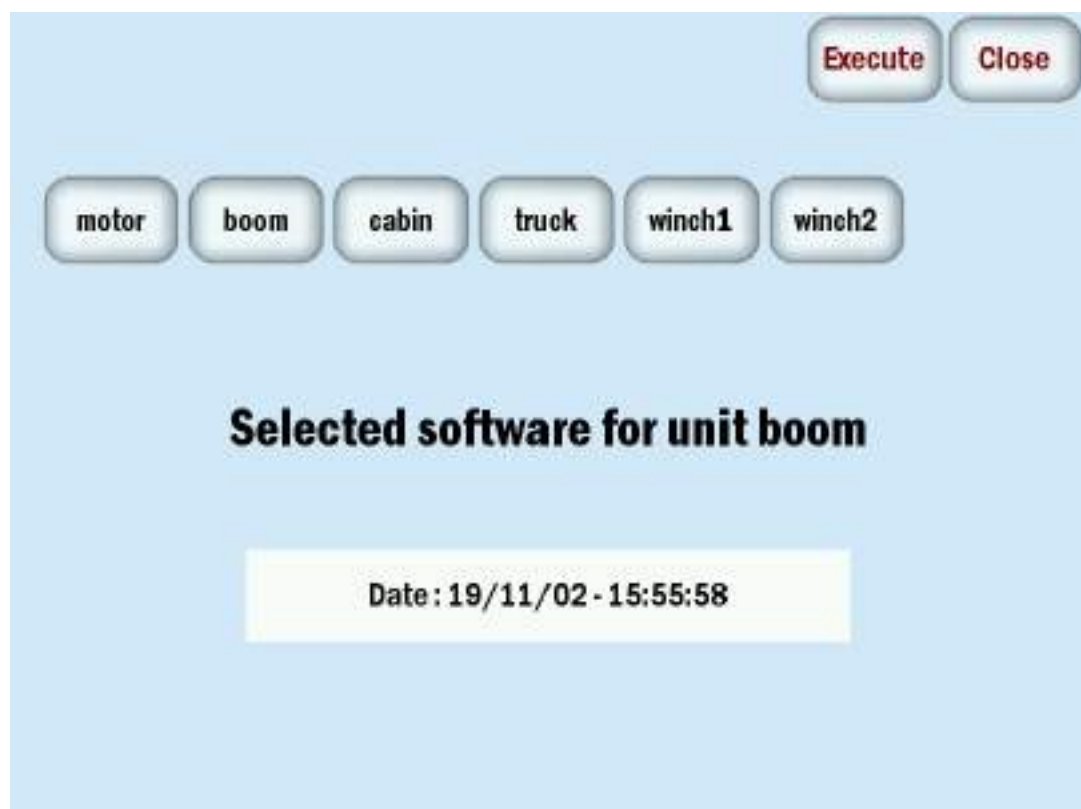 Execute Close
motor boom cabin truck winch1 winch2
Selected software for unit boom
Date : 19/11/02 - 15:55:58